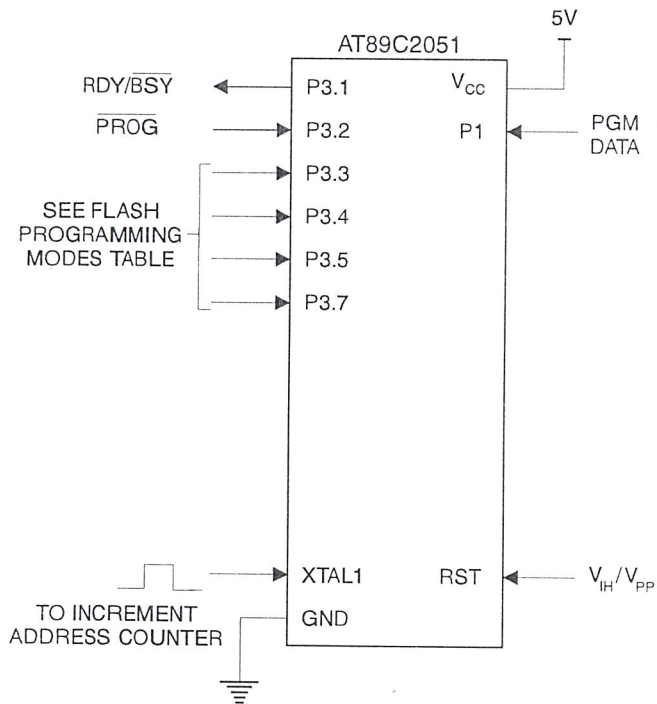 5V
AT89C2051
RDY/BSY
P3.1
VCC
PROG
P3.2
P1
PGM
DATA
P3.3
SEE FLASH
PROGRAMMING
MODES TABLE
P3.4
P3.5
P3.7
XTAL1
RST
VIH/VPP
TO INCREMENT
ADDRESS COUNTER
GND